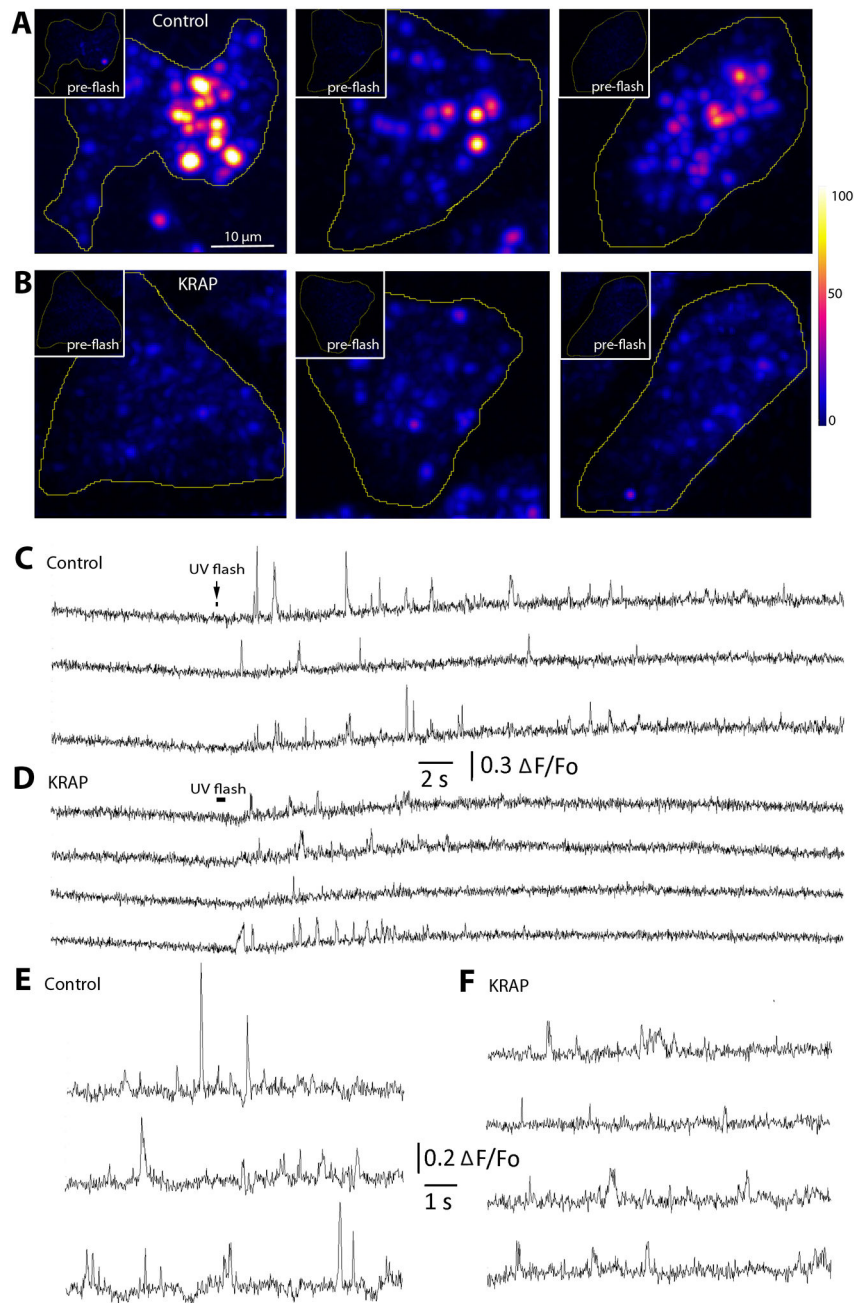 A
Control
pre-flash
pre-flash
pre-flash
10 µm
100
50
0
B
KRAP
pre-flash
pre-flash
pre-flash
C Control
UV flash
2 s 0.3 ΔF/Fo
D KRAP
UV flash
E Control
F KRAP
0.2 ΔF/Fo
1 s